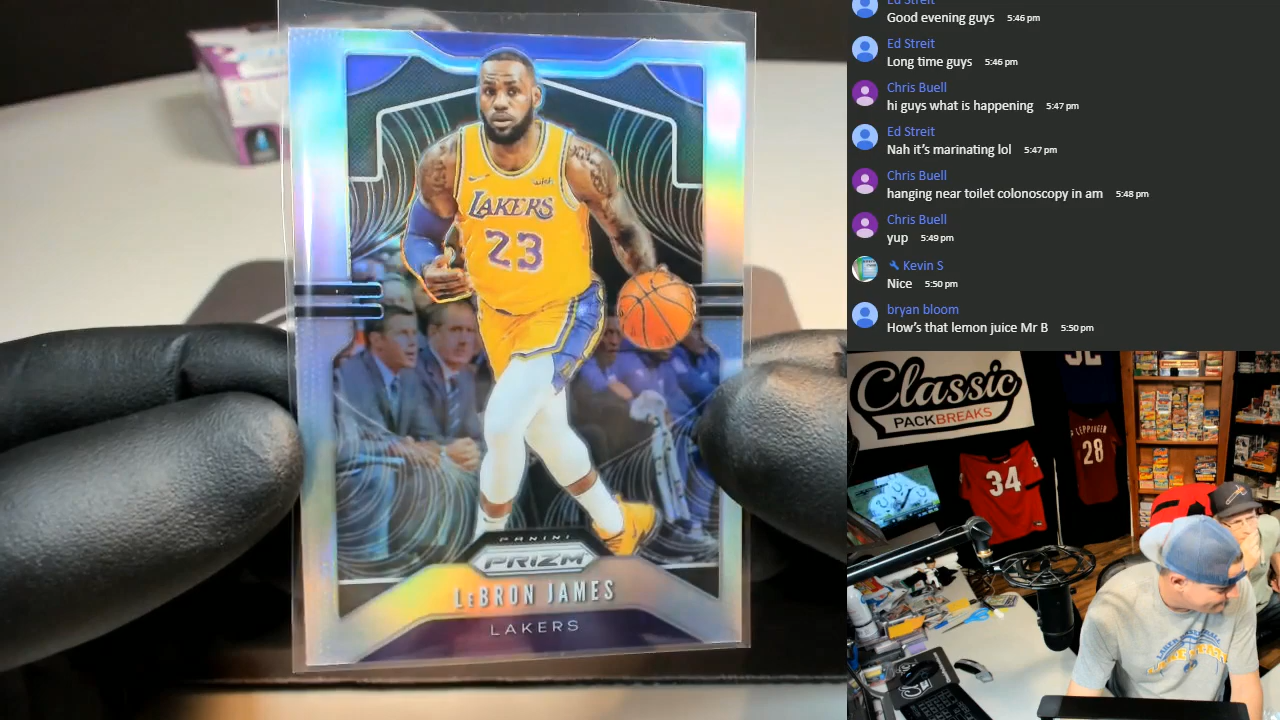 LAKERS
23
wish
PANINI
PRIZM
LEBRON JAMES
LAKERS
Ed Streit
Good evening guys 5:46 pm
Ed Streit
Long time guys 5:46 pm
Chris Buell
hi guys what is happening 5:47 pm
Ed Streit
Nah it’s marinating lol 5:47 pm
Chris Buell
hanging near toilet colonoscopy in am 5:48 pm
Chris Buell
yup 5:49 pm
Kevin S
Nice 5:50 pm
bryan bloom
How’s that lemon juice Mr B 5:50 pm
Classic
PACK BREAKS
34
LEPPINGER
28